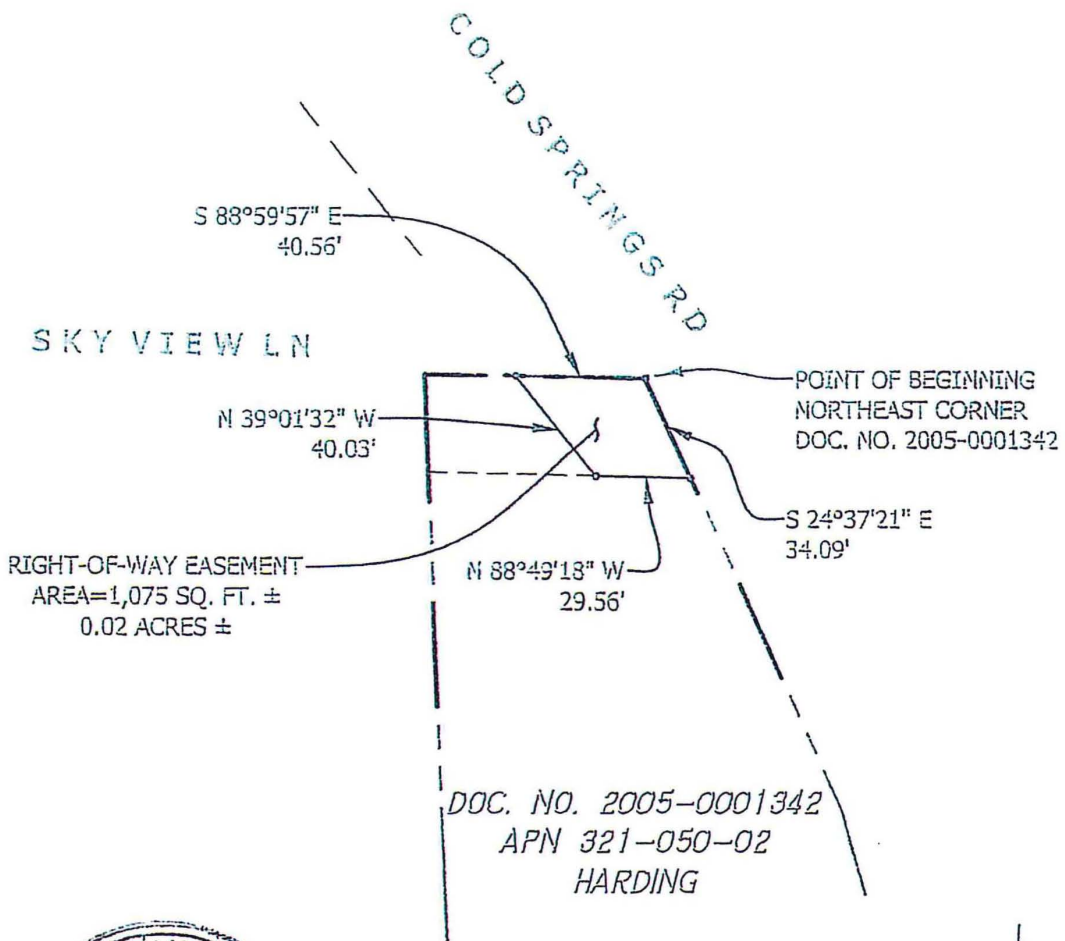 COLD SPRINGS RD
S 88°59'57" E
40.56'
SKY VIEW LN
N 39°01'32" W
40.03'
POINT OF BEGINNING
NORTHEAST CORNER
DOC. NO. 2005-0001342
S 24°37'21" E
34.09'
N 88°49'18" W
29.56'
RIGHT-OF-WAY EASEMENT
AREA=1,075 SQ. FT. ±
0.02 ACRES ±
DOC. NO. 2005-0001342
APN 321-050-02
HARDING